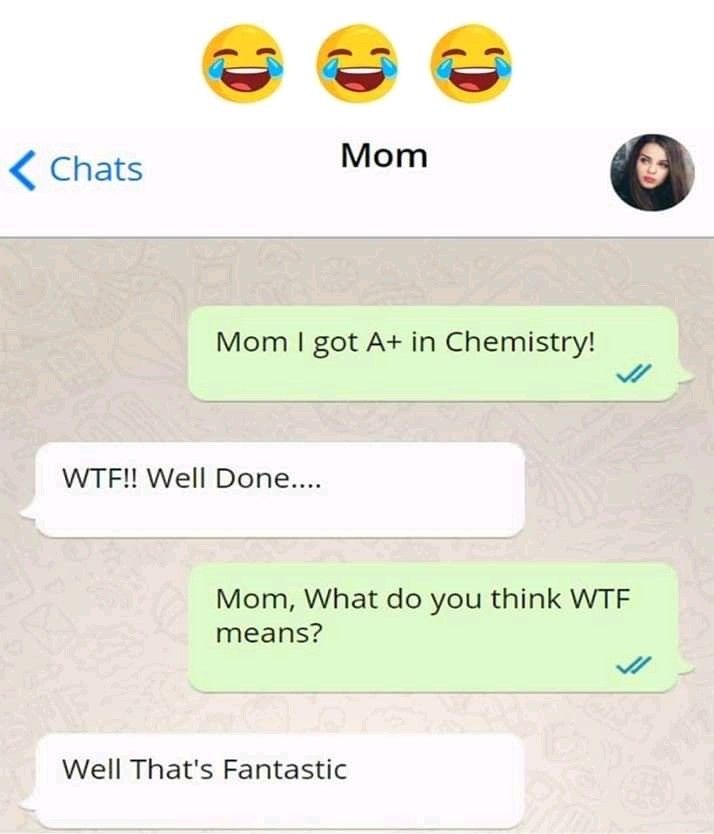 Chats
Mom
Mom I got A+ in Chemistry!
WTF!! Well Done....
Mom, What do you think WTF
means?
Well That's Fantastic